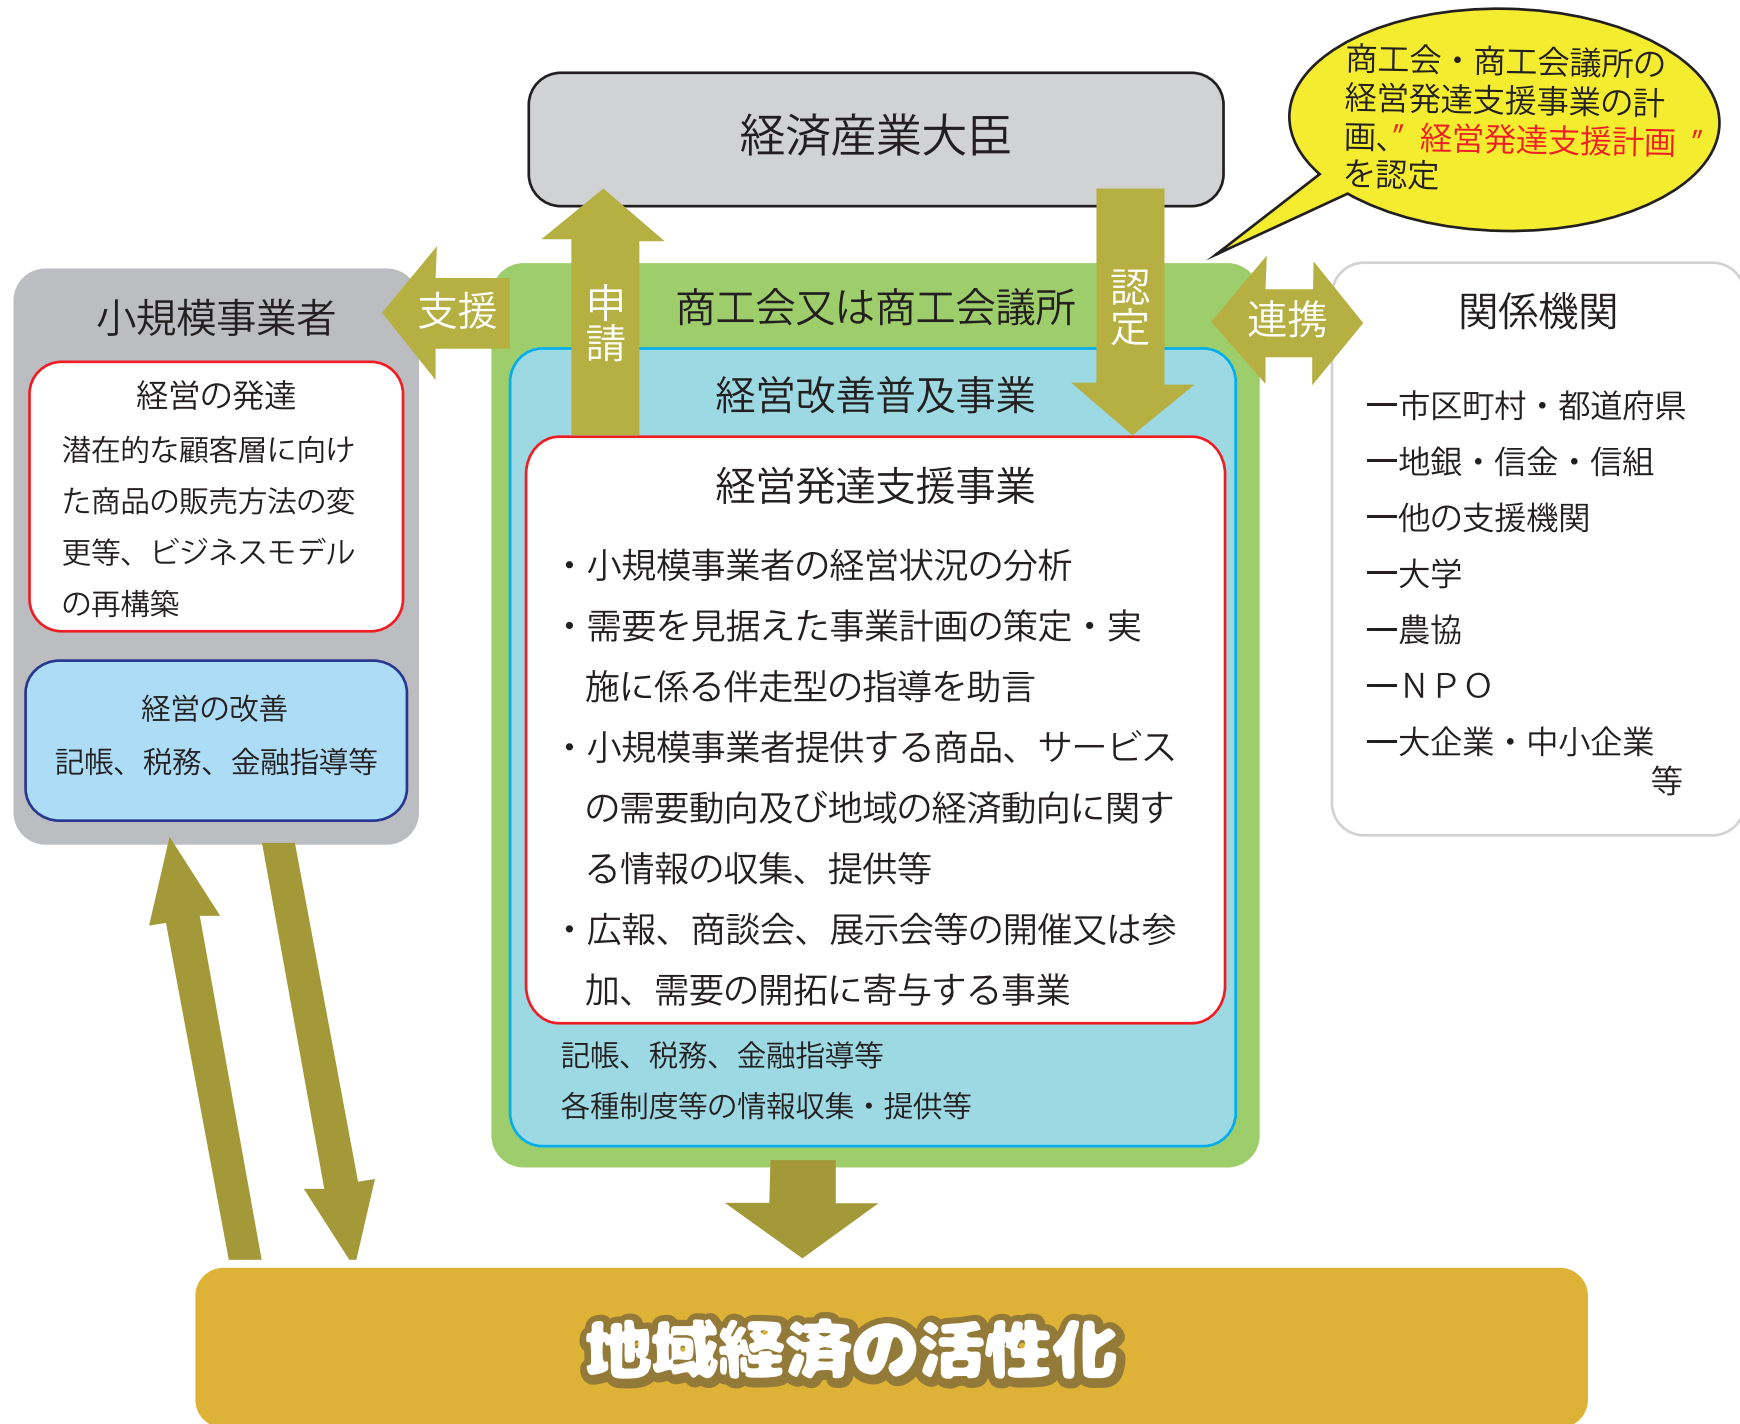 経済産業大臣
商工会・商工会議所の
経営発達支援事業の計
画、〃経営発達支援計画〃
を認定
申請
認定
支援
連携
小規模事業者
経営の発達
潜在的な顧客層に向け
た商品の販売方法の変
更等、ビジネスモデル
の再構築
経営の改善
記帳、税務、金融指導等
商工会又は商工会議所
経営改善普及事業
経営発達支援事業
・小規模事業者の経営状況の分析
・需要を見据えた事業計画の策定・実
施に係る伴走型の指導を助言
・小規模事業者提供する商品、サービス
の需要動向及び地域の経済動向に関す
る情報の収集、提供等
・広報、商談会、展示会等の開催又は参
加、需要の開拓に寄与する事業
記帳、税務、金融指導等
各種制度等の情報収集・提供等
関係機関
―市区町村・都道府県
―地銀・信金・信組
―他の支援機関
―大学
―農協
―ＮＰＯ
―大企業・中小企業
等
地域経済の活性化